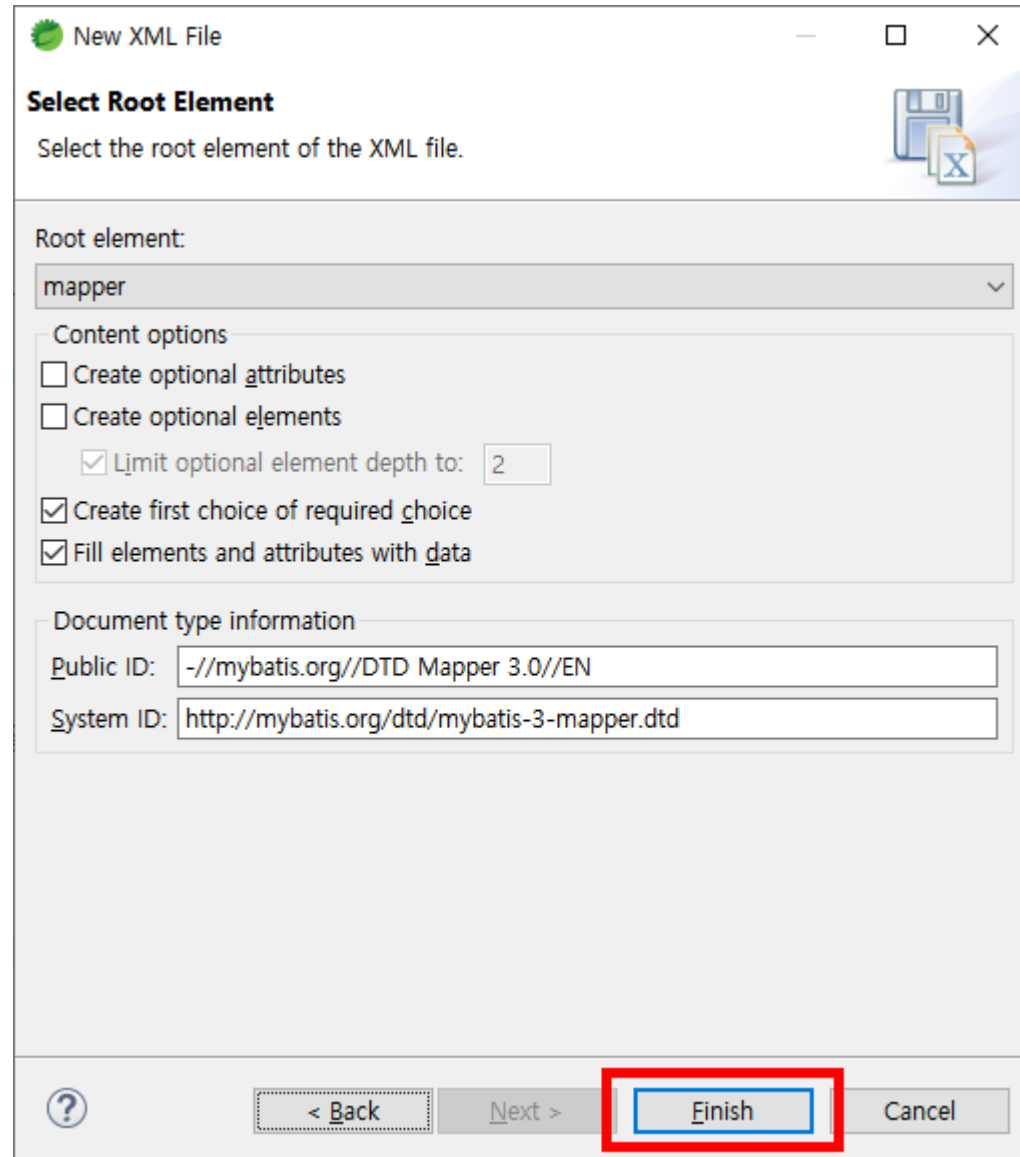 New XML File
Select Root Element
Select the root element of the XML file.
X
Root element:
mapper
Content options
Create optional attributes
Create optional elements
Limit optional element depth to: 2
Create first choice of required choice
Fill elements and attributes with data
Document type information
Public ID: -//mybatis.org//DTD Mapper 3.0//EN
System ID: http://mybatis.org/dtd/mybatis-3-mapper.dtd
? < Back Next > Finish Cancel